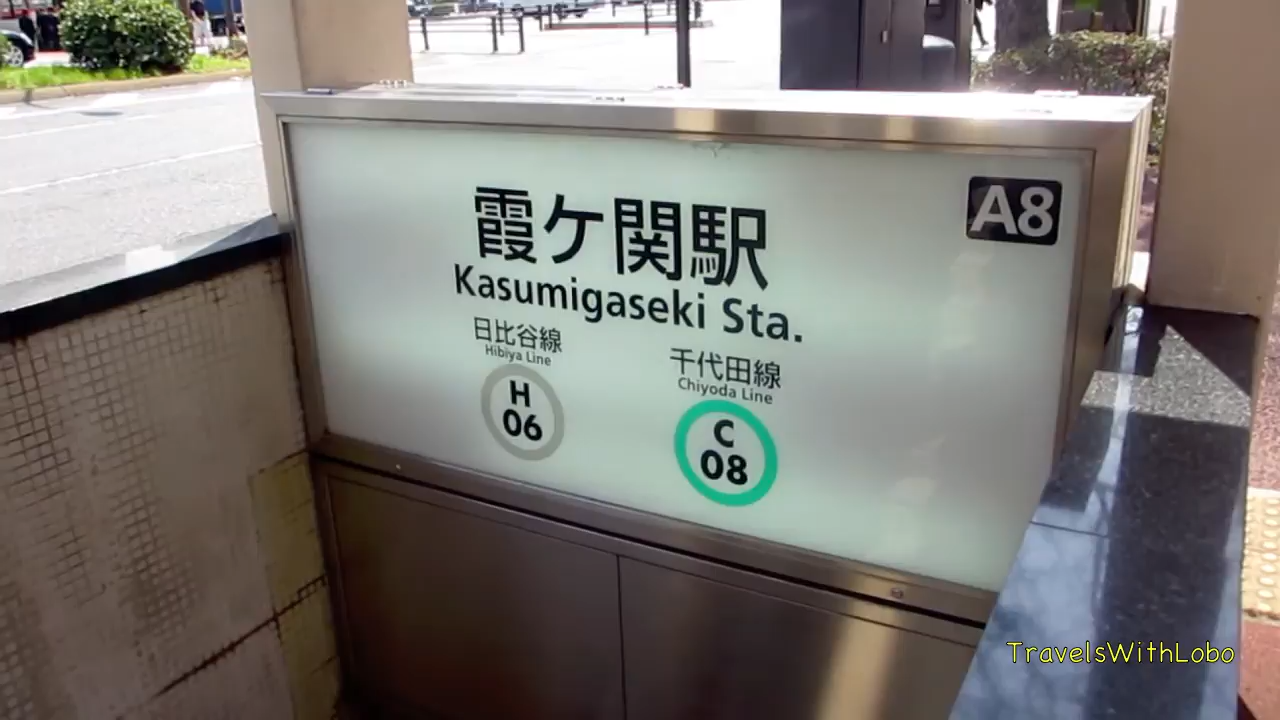 霞ケ関駅
A8
Kasumigaseki Sta.
日比谷線
Hibiya Line
H
06
千代田線
Chiyoda Line
C
08
TravelsWithLobo